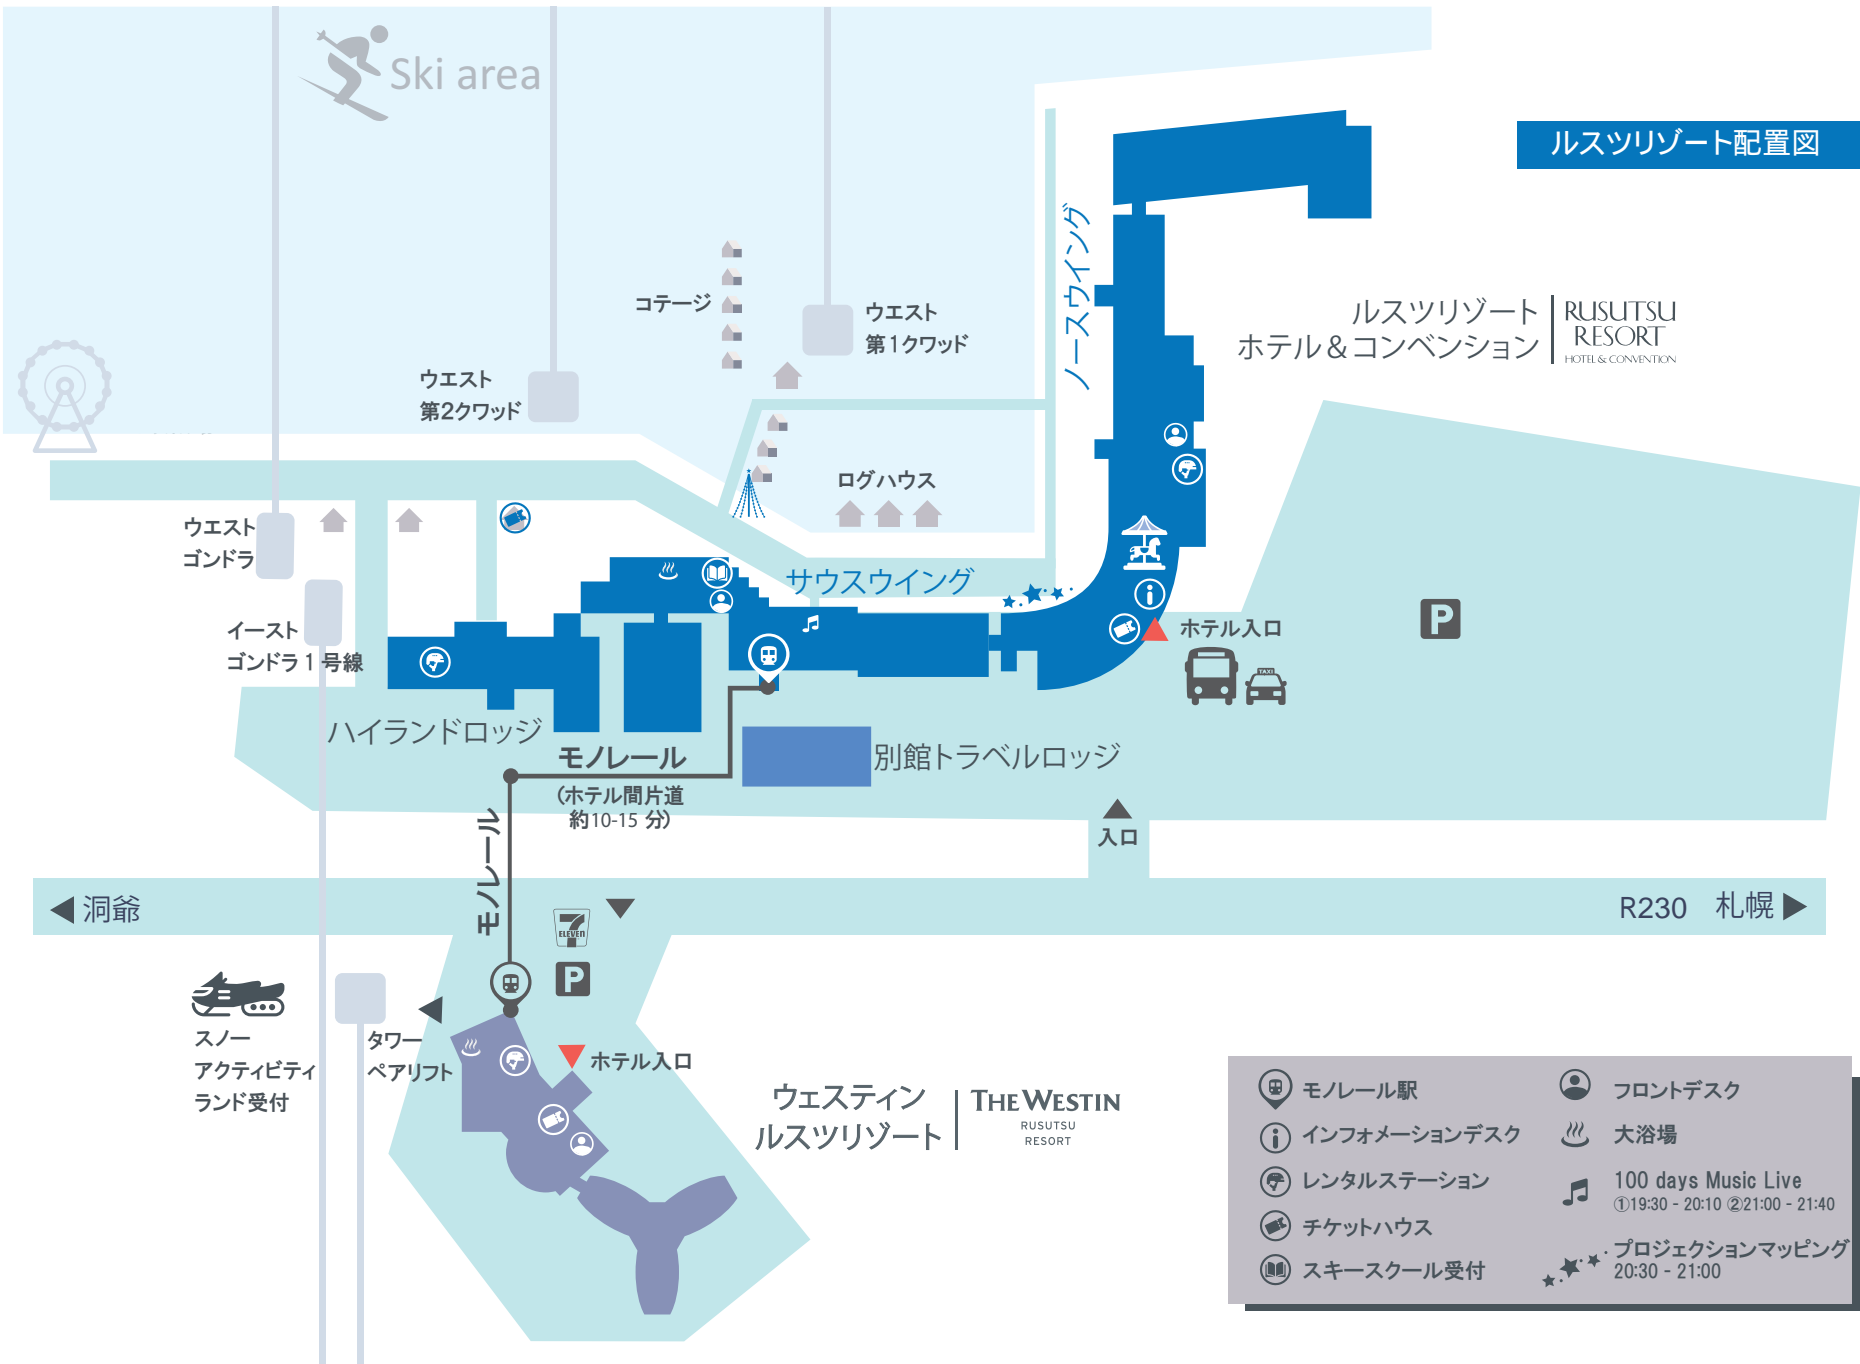 Ski area
ルスツリゾート配置図
ノースウイング
コテージ
ウエスト
第1クワッド
ルスツリゾート
ホテル＆コンベンション
RUSUTSU
RESORT
HOTEL & CONVENTION
ウエスト
第2クワッド
ログハウス
ウエスト
ゴンドラ
サウスウイング
イースト
ゴンドラ１号線
ホテル入口
P
TAXI
ハイランドロッジ
モノレール
(ホテル間片道
約10-15 分)
別館トラベルロッジ
モノレール
入口
洞爺
R230 札幌
7
ELEVEN
P
スノー
アクティビティ
ランド受付
タワー
ペアリフト
ホテル入口
ウェスティン
ルスツリゾート
THE WESTIN
RUSUTSU
RESORT
モノレール駅
インフォメーションデスク
レンタルステーション
チケットハウス
スキースクール受付
フロントデスク
大浴場
100 days Music Live
①19:30 - 20:10 ②21:00 - 21:40
プロジェクションマッピング
20:30 - 21:00